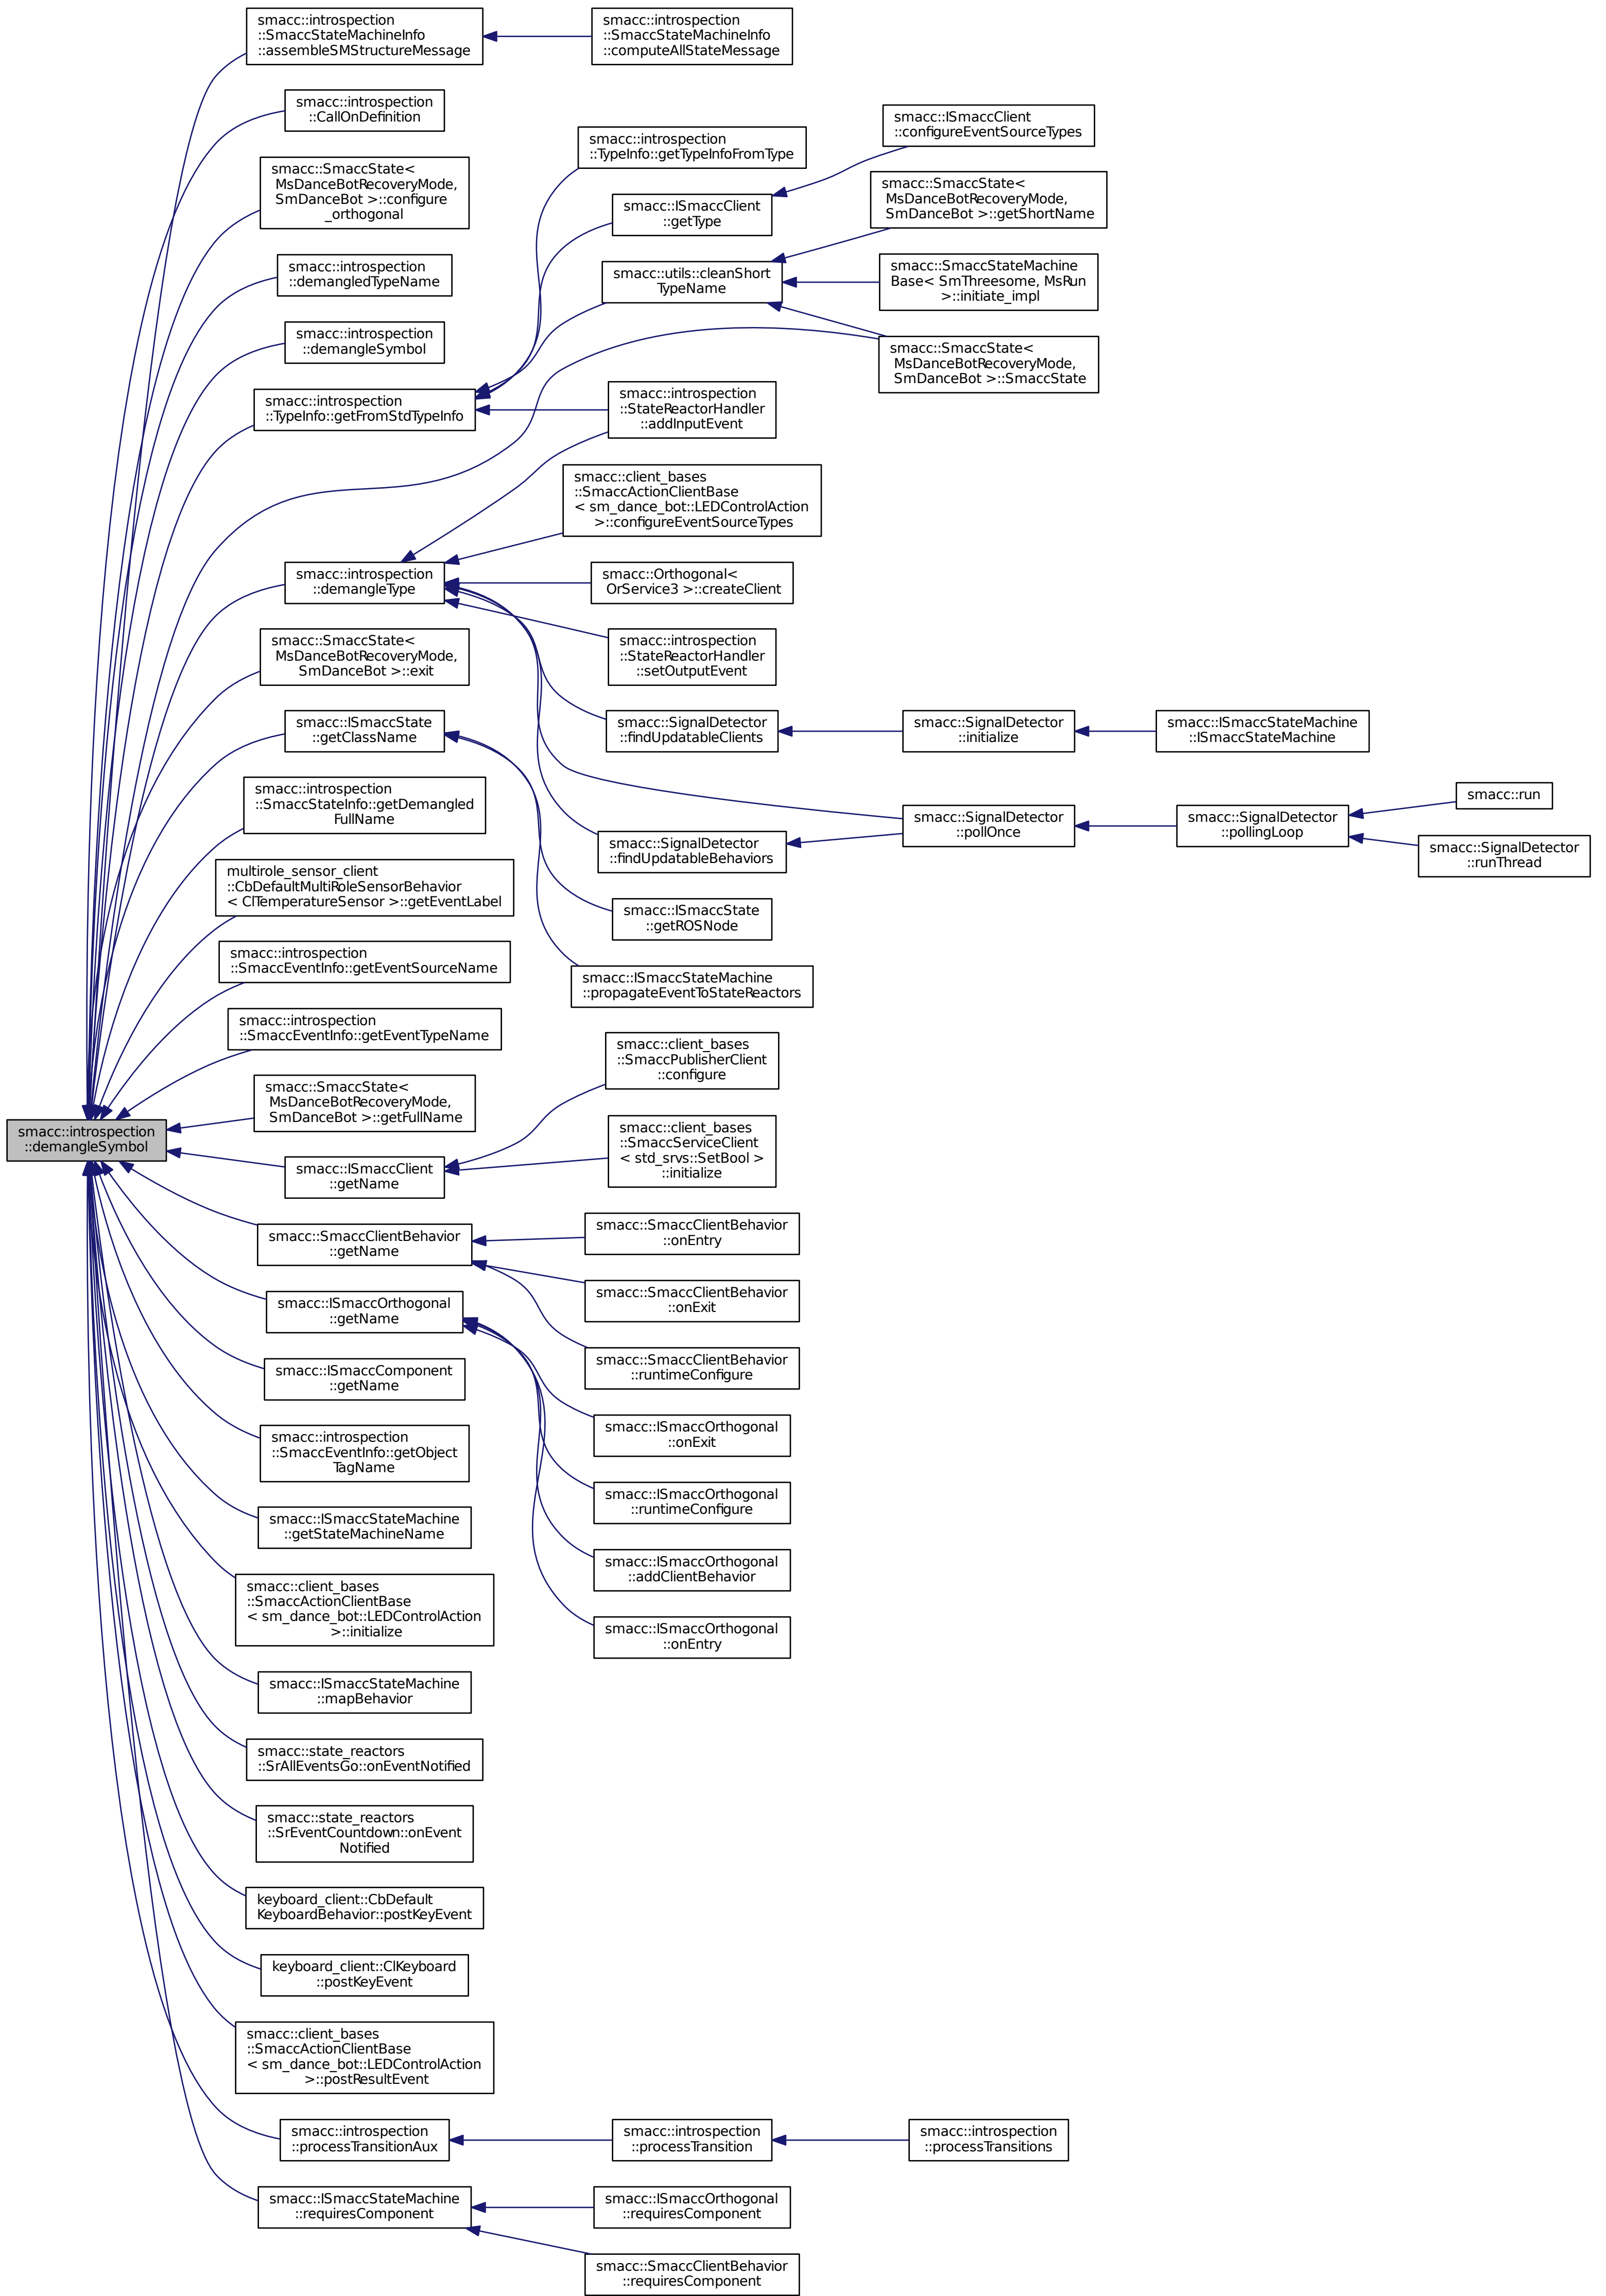 smacc::introspection
::SmaccStateMachineInfo
::assembleSMStructureMessage
smacc::introspection
::SmaccStateMachineInfo
::computeAllStateMessage
smacc::introspection
::CallOnDefinition
smacc::SmaccState<
MsDanceBotRecoveryMode,
SmDanceBot >::configure
_orthogonal
smacc::introspection
::demangledTypeName
smacc::introspection
::demangleSymbol
smacc::introspection
::TypeInfo::getFromStdTypeInfo
smacc::introspection
::TypeInfo::getTypeInfoFromType
smacc::ISmaccClient
::getType
smacc::ISmaccClient
::configureEventSourceTypes
smacc::utils::cleanShort
TypeName
smacc::SmaccState<
MsDanceBotRecoveryMode,
SmDanceBot >::getShortName
smacc::SmaccStateMachine
Base< SmThreesome, MsRun
>::initiate_impl
smacc::SmaccState<
MsDanceBotRecoveryMode,
SmDanceBot >::SmaccState
smacc::introspection
::StateReactorHandler
::addInputEvent
smacc::client_bases
::SmaccActionClientBase
< sm_dance_bot::LEDControlAction
>::configureEventSourceTypes
smacc::introspection
::demangleType
smacc::Orthogonal<
OrService3 >::createClient
smacc::introspection
::StateReactorHandler
::setOutputEvent
smacc::SmaccState<
MsDanceBotRecoveryMode,
SmDanceBot >::exit
smacc::ISmaccState
::getClassName
smacc::SignalDetector
::findUpdatableClients
smacc::SignalDetector
::initialize
smacc::ISmaccStateMachine
::ISmaccStateMachine
smacc::introspection
::SmaccStateInfo::getDemangled
FullName
smacc::SignalDetector
::findUpdatableBehaviors
smacc::SignalDetector
::pollOnce
smacc::SignalDetector
::pollingLoop
smacc::run
smacc::SignalDetector
::runThread
multirole_sensor_client
::CbDefaultMultiRoleSensorBehavior
< ClTemperatureSensor >::getEventLabel
smacc::ISmaccState
::getROSNode
smacc::introspection
::SmaccEventInfo::getEventSourceName
smacc::ISmaccStateMachine
::propagateEventToStateReactors
smacc::introspection
::SmaccEventInfo::getEventTypeName
smacc::SmaccState<
MsDanceBotRecoveryMode,
SmDanceBot >::getFullName
smacc::client_bases
::SmaccPublisherClient
::configure
smacc::introspection
::demangleSymbol
smacc::ISmaccClient
::getName
smacc::client_bases
::SmaccServiceClient
< std_srvs::SetBool >
::initialize
smacc::SmaccClientBehavior
::getName
smacc::SmaccClientBehavior
::onEntry
smacc::SmaccClientBehavior
::onExit
smacc::SmaccClientBehavior
::runtimeConfigure
smacc::ISmaccOrthogonal
::getName
smacc::ISmaccComponent
::getName
smacc::ISmaccOrthogonal
::onExit
smacc::introspection
::SmaccEventInfo::getObject
TagName
smacc::ISmaccOrthogonal
::runtimeConfigure
smacc::ISmaccStateMachine
::getStateMachineName
smacc::ISmaccOrthogonal
::addClientBehavior
smacc::client_bases
::SmaccActionClientBase
< sm_dance_bot::LEDControlAction
>::initialize
smacc::ISmaccOrthogonal
::onEntry
smacc::ISmaccStateMachine
::mapBehavior
smacc::state_reactors
::SrAllEventsGo::onEventNotified
smacc::state_reactors
::SrEventCountdown::onEvent
Notified
keyboard_client::CbDefault
KeyboardBehavior::postKeyEvent
keyboard_client::ClKeyboard
::postKeyEvent
smacc::client_bases
::SmaccActionClientBase
< sm_dance_bot::LEDControlAction
>::postResultEvent
smacc::introspection
::processTransitionAux
smacc::introspection
::processTransition
smacc::introspection
::processTransitions
smacc::ISmaccStateMachine
::requiresComponent
smacc::ISmaccOrthogonal
::requiresComponent
smacc::SmaccClientBehavior
::requiresComponent